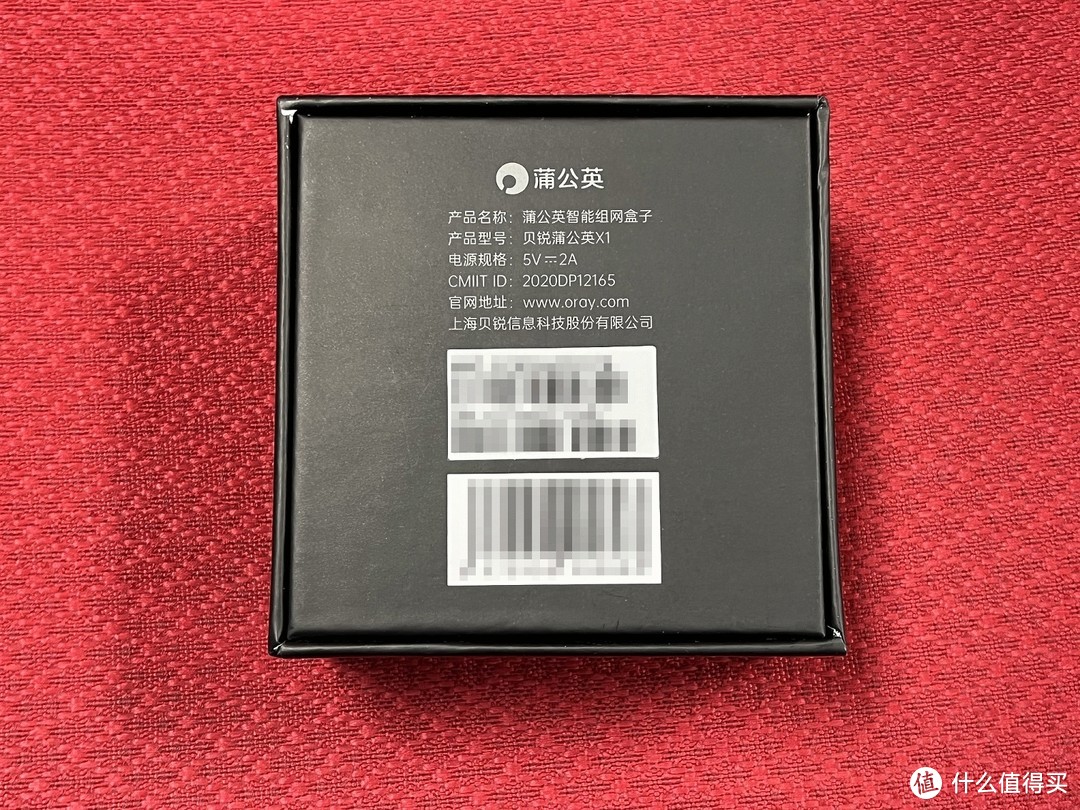 蒲公英
产品名称：蒲公英智能组网盒子
产品型号：贝锐蒲公英X1
电源规格：5V⎓2A
CMIIT ID：2020DP12165
官网地址：www.oray.com
上海贝锐信息科技股份有限公司
值 什么值得买